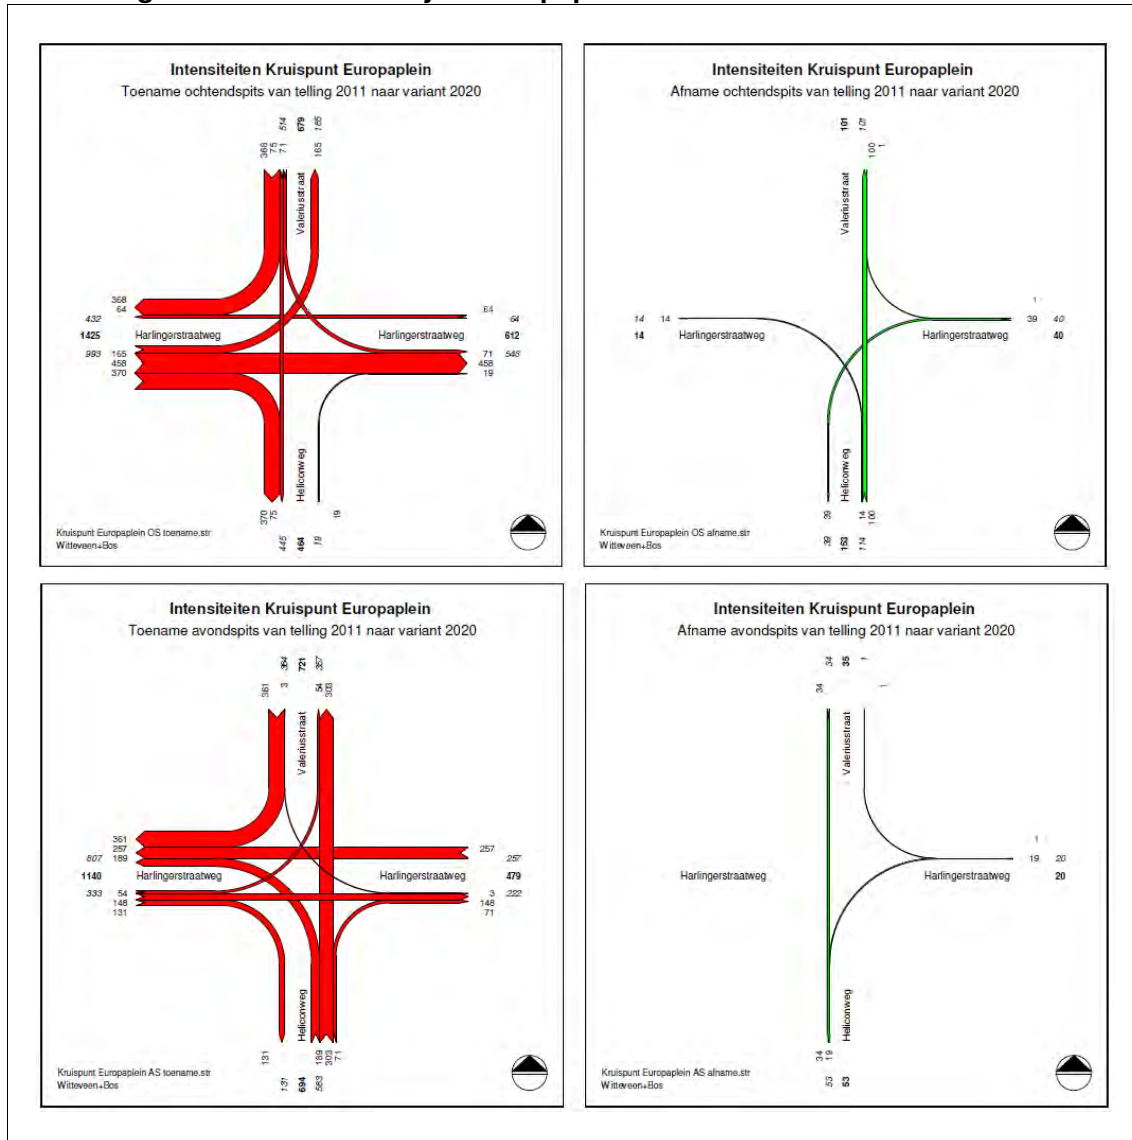 Intensiteiten Kruispunt Europaplein
Toename ochtendspits van telling 2011 naar variant 2020
514 679 165
368 75 71 165
Valeriusstraat
368
64 64
432 64
1425 Harlingerstraatweg Harlingerstraatweg 612
993 165 71 548
458 458
370 19
Heliconweg
370 75 19
445 464 19
Kruispunt Europaplein OS toename.str
Witteveen+Bos
Intensiteiten Kruispunt Europaplein
Afname ochtendspits van telling 2011 naar variant 2020
101 101
100 1
Valeriusstraat
1
14 14 39 40
14 Harlingerstraatweg Harlingerstraatweg 40
Heliconweg
39 14 100
39 153 114
Kruispunt Europaplein OS afname.str
Witteveen+Bos
Intensiteiten Kruispunt Europaplein
Toename avondspits van telling 2011 naar variant 2020
364 721 357
361 3 54 303
Valeriusstraat
361
257 257
807 189 257
1140 Harlingerstraatweg Harlingerstraatweg 479
333 54 3 222
148 148
131 71
Heliconweg
131 189 303 71
131 694 563
Kruispunt Europaplein AS toename.str
Witteveen+Bos
Intensiteiten Kruispunt Europaplein
Afname avondspits van telling 2011 naar variant 2020
34 35 1
34 1
Valeriusstraat
1
19 20
Harlingerstraatweg Harlingerstraatweg 20
Heliconweg
34 19
53 53
Kruispunt Europaplein AS afname.str
Witteveen+Bos